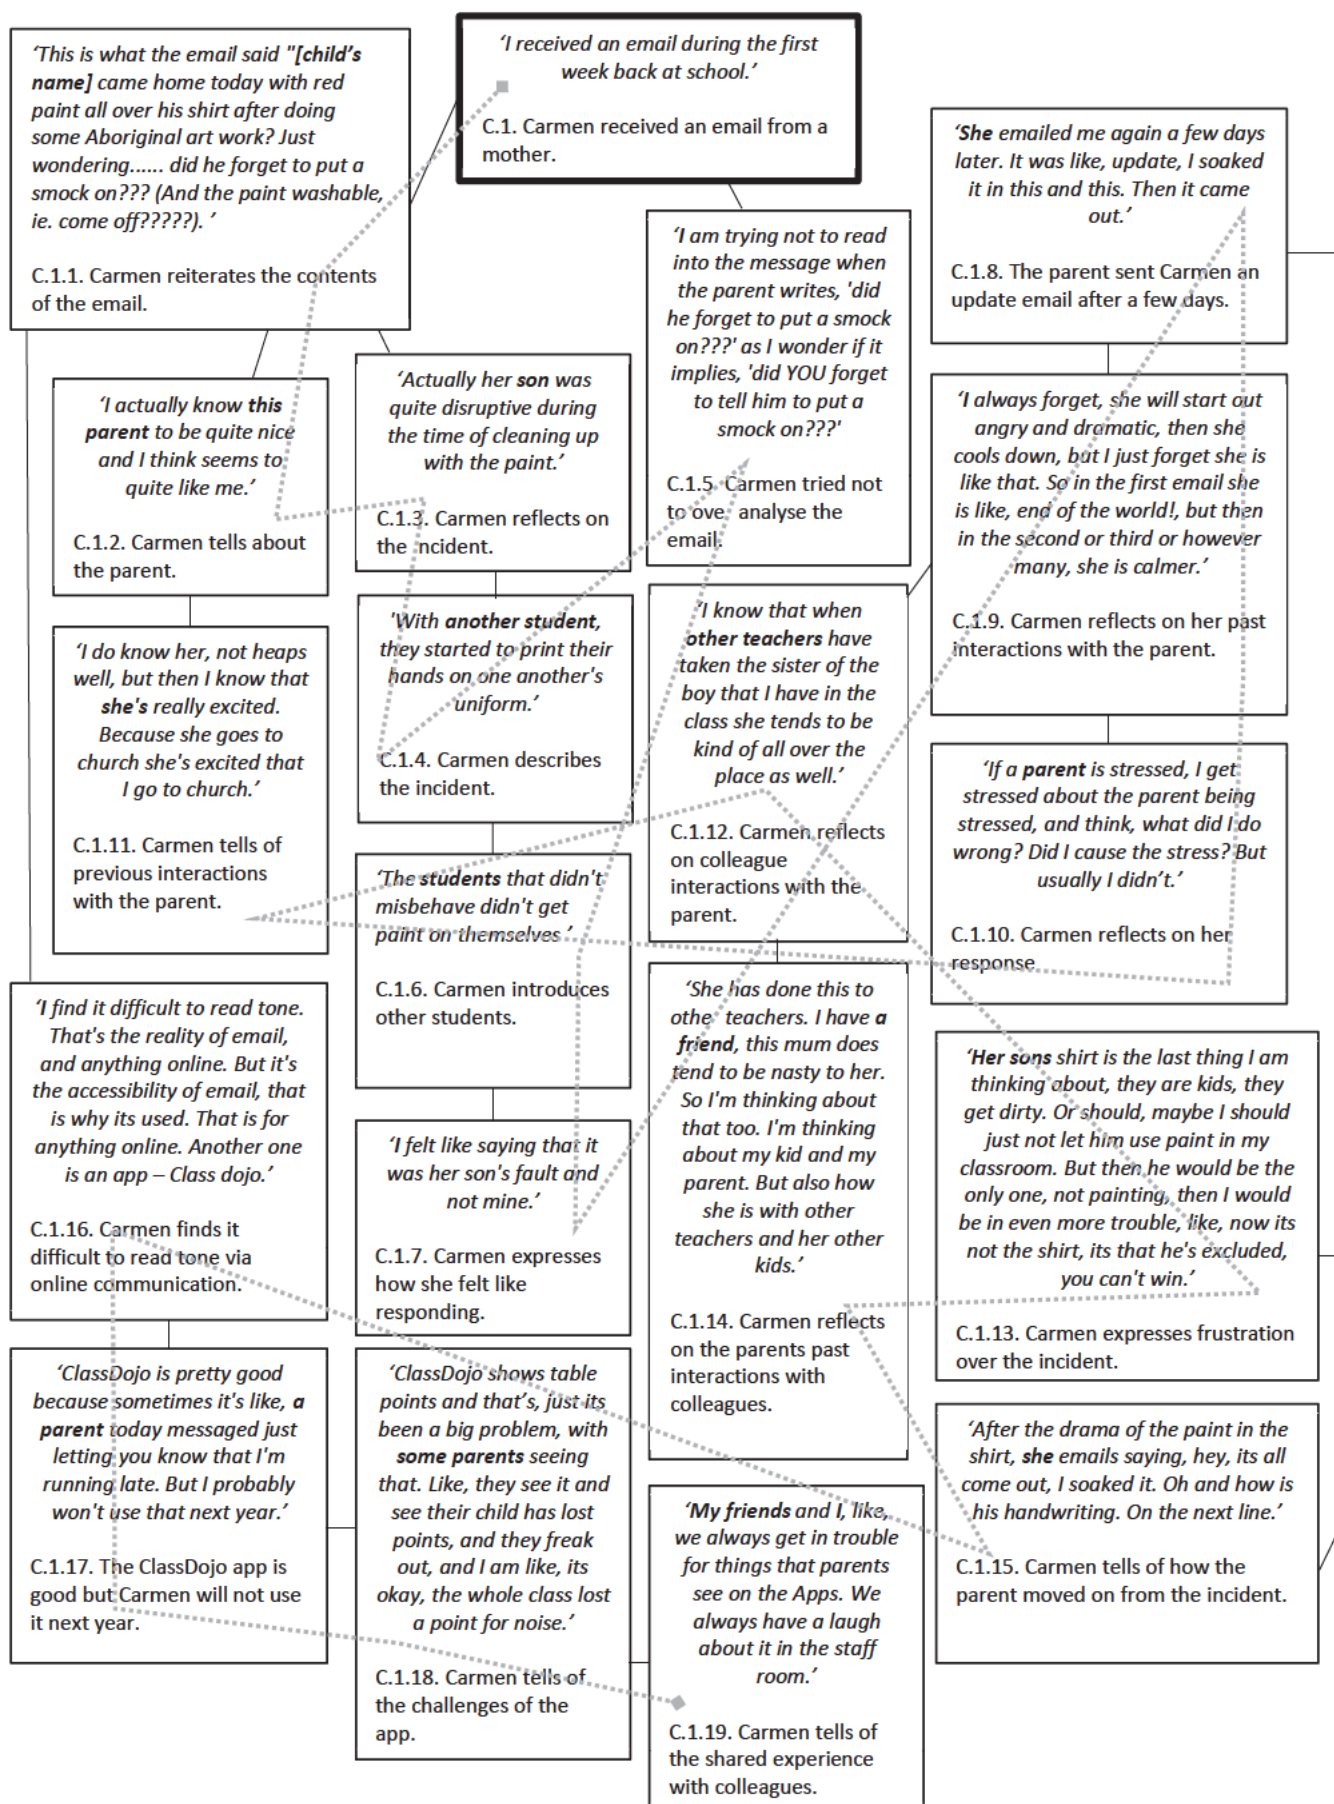 ‘This is what the email said "[child’s
name] came home today with red
paint all over his shirt after doing
some Aboriginal art work? Just
wondering...... did he forget to put a
smock on??? (And the paint washable,
ie. come off?????). ’
C.1.1. Carmen reiterates the contents
of the email.
‘I received an email during the first
week back at school.’
C.1. Carmen received an email from a
mother.
‘She emailed me again a few days
later. It was like, update, I soaked
it in this and this. Then it came
out.’
C.1.8. The parent sent Carmen an
update email after a few days.
‘I am trying not to read
into the message when
the parent writes, 'did
he forget to put a smock
on???' as I wonder if it
implies, 'did YOU forget
to tell him to put a
smock on???'
C.1.5. Carmen tried not
to ove analyse the
email.
‘I actually know this
parent to be quite nice
and I think seems to
quite like me.’
C.1.2. Carmen tells about
the parent.
‘Actually her son was
quite disruptive during
the time of cleaning up
with the paint.’
C.1.3. Carmen reflects on
the incident.
‘I always forget, she will start out
angry and dramatic, then she
cools down, but I just forget she is
like that. So in the first email she
is like, end of the world!, but then
in the second or third or however
many, she is calmer.’
C.1.9. Carmen reflects on her past
interactions with the parent.
‘I do know her, not heaps
well, but then I know that
she's really excited.
Because she goes to
church she's excited that
I go to church.’
C.1.11. Carmen tells of
previous interactions
with the parent.
'With another student,
they started to print their
hands on one another's
uniform.’
C.1.4. Carmen describes
the incident.
‘I know that when
other teachers have
taken the sister of the
boy that I have in the
class she tends to be
kind of all over the
place as well.’
C.1.12. Carmen reflects
on colleague
interactions with the
parent.
‘If a parent is stressed, I get
stressed about the parent being
stressed, and think, what did I do
wrong? Did I cause the stress? But
usually I didn’t.’
C.1.10. Carmen reflects on her
response
‘The students that didn't
misbehave didn't get
paint on themselves ’
C.1.6. Carmen introduces
other students.
‘I find it difficult to read tone.
That's the reality of email,
and anything online. But it's
the accessibility of email, that
is why its used. That is for
anything online. Another one
is an app – Class dojo.’
C.1.16. Carmen finds it
difficult to read tone via
online communication.
‘I felt like saying that it
was her son's fault and
not mine.’
C.1.7. Carmen expresses
how she felt like
responding.
‘She has done this to
othe teachers. I have a
friend, this mum does
tend to be nasty to her.
So I'm thinking about
that too. I'm thinking
about my kid and my
parent. But also how
she is with other
teachers and her other
kids.’
C.1.14. Carmen reflects
on the parents past
interactions with
colleagues.
‘Her sons shirt is the last thing I am
thinking about, they are kids, they
get dirty. Or should, maybe I should
just not let him use paint in my
classroom. But then he would be the
only one, not painting, then I would
be in even more trouble, like, now its
not the shirt, its that he's excluded,
you can't win.’
C.1.13. Carmen expresses frustration
over the incident.
‘ClassDojo is pretty good
because sometimes it's like, a
parent today messaged just
letting you know that I'm
running late. But I probably
won't use that next year.’
C.1.17. The ClassDojo app is
good but Carmen will not use
it next year.
‘ClassDojo shows table
points and that’s, just its
been a big problem, with
some parents seeing
that. Like, they see it and
see their child has lost
points, and they freak
out, and I am like, its
okay, the whole class lost
a point for noise.’
C.1.18. Carmen tells of
the challenges of the
app.
‘My friends and I, like,
we always get in trouble
for things that parents
see on the Apps. We
always have a laugh
about it in the staff
room.’
C.1.19. Carmen tells of
the shared experience
with colleagues.
‘After the drama of the paint in the
shirt, she emails saying, hey, its all
come out, I soaked it. Oh and how is
his handwriting. On the next line.’
C.1.15. Carmen tells of how the
parent moved on from the incident.